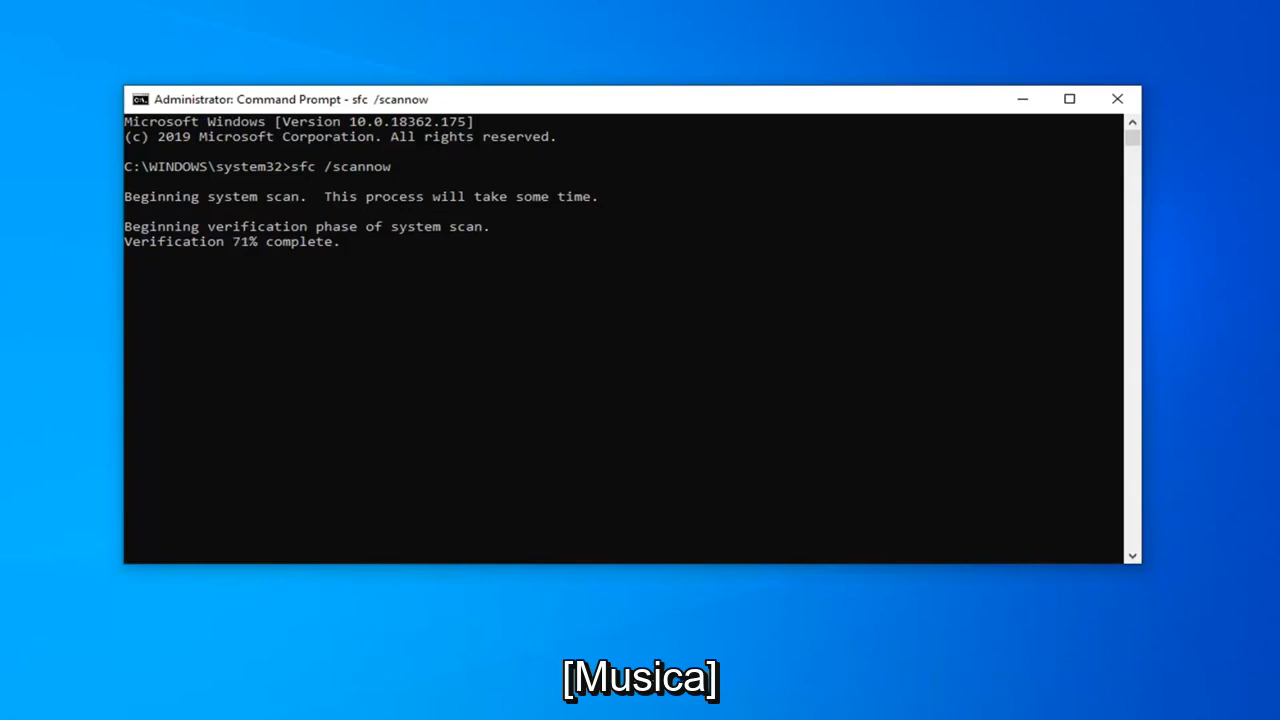 Administrator: Command Prompt - sfc  /scannow
Microsoft Windows [Version 10.0.18362.175]
(c) 2019 Microsoft Corporation. All rights reserved.
C:\WINDOWS\system32>sfc /scannow
Beginning system scan.  This process will take some time.
Beginning verification phase of system scan.
Verification 71% complete.
[Musica]